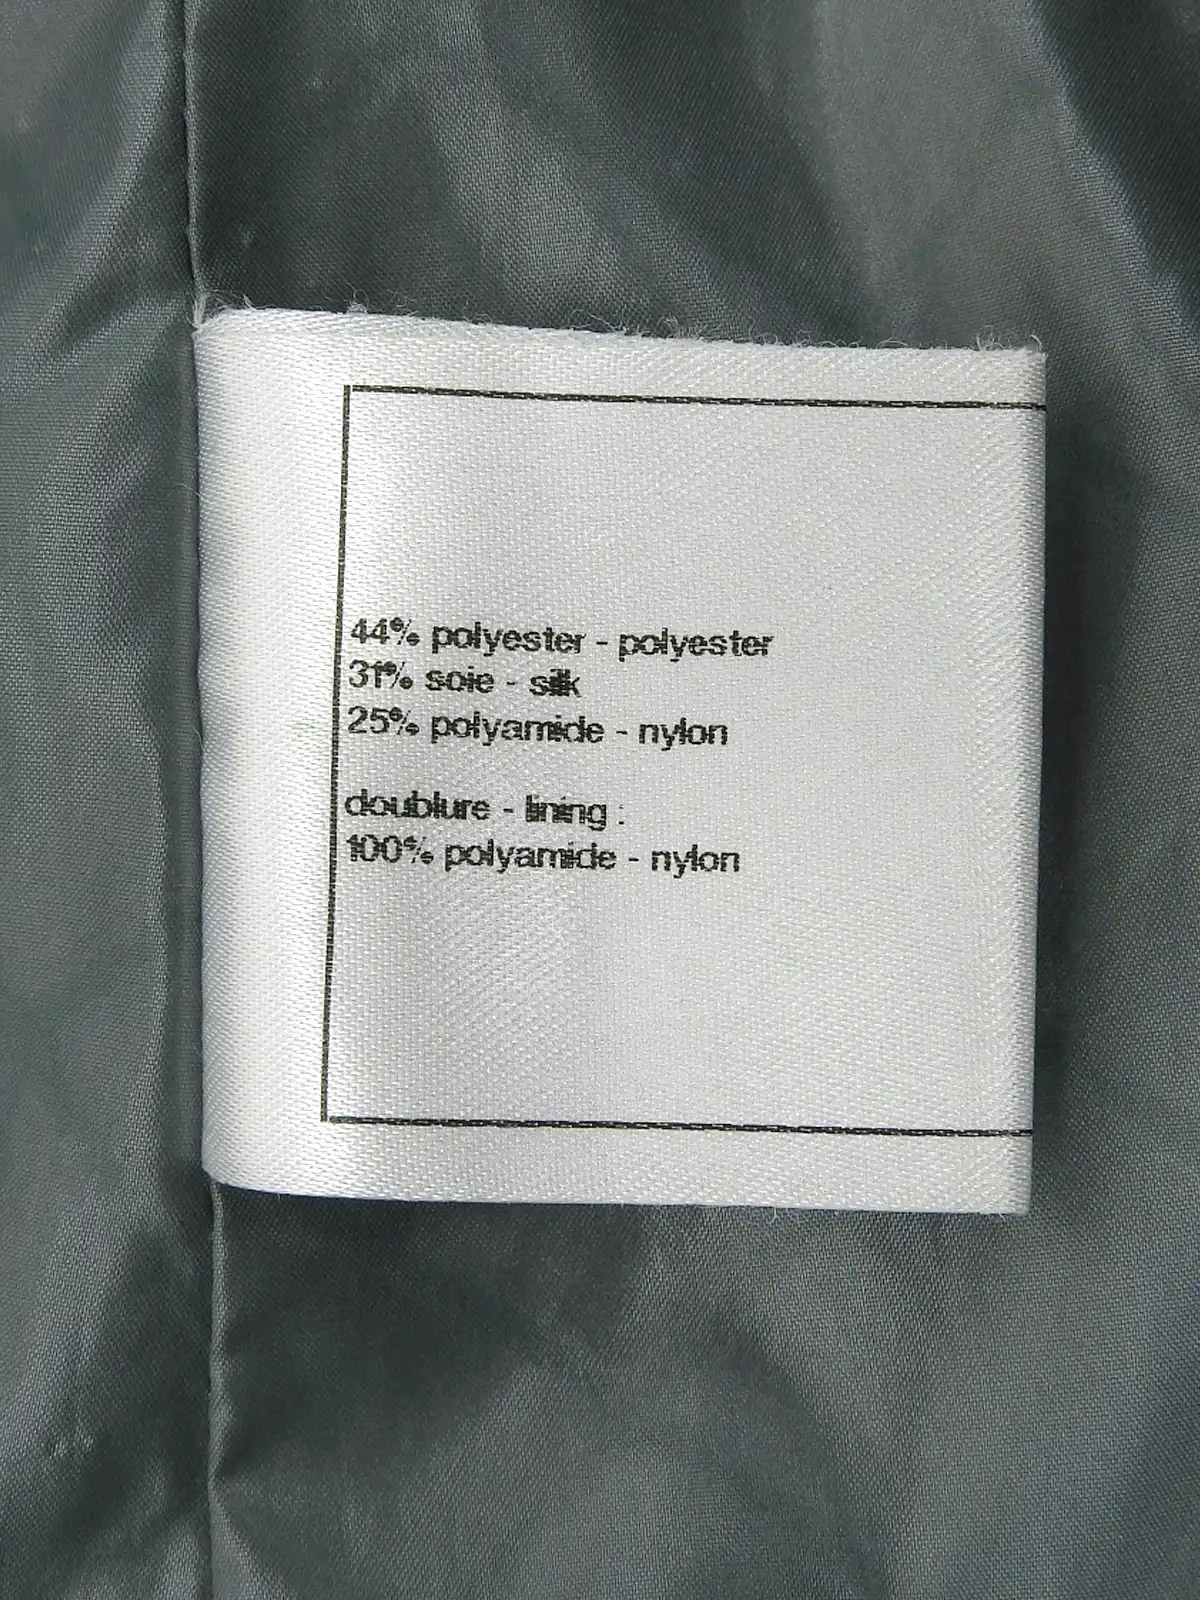 44% polyester - polyester
31% soie - silk
25% polyamide - nylon
doublure - lining :
100% polyamide - nylon